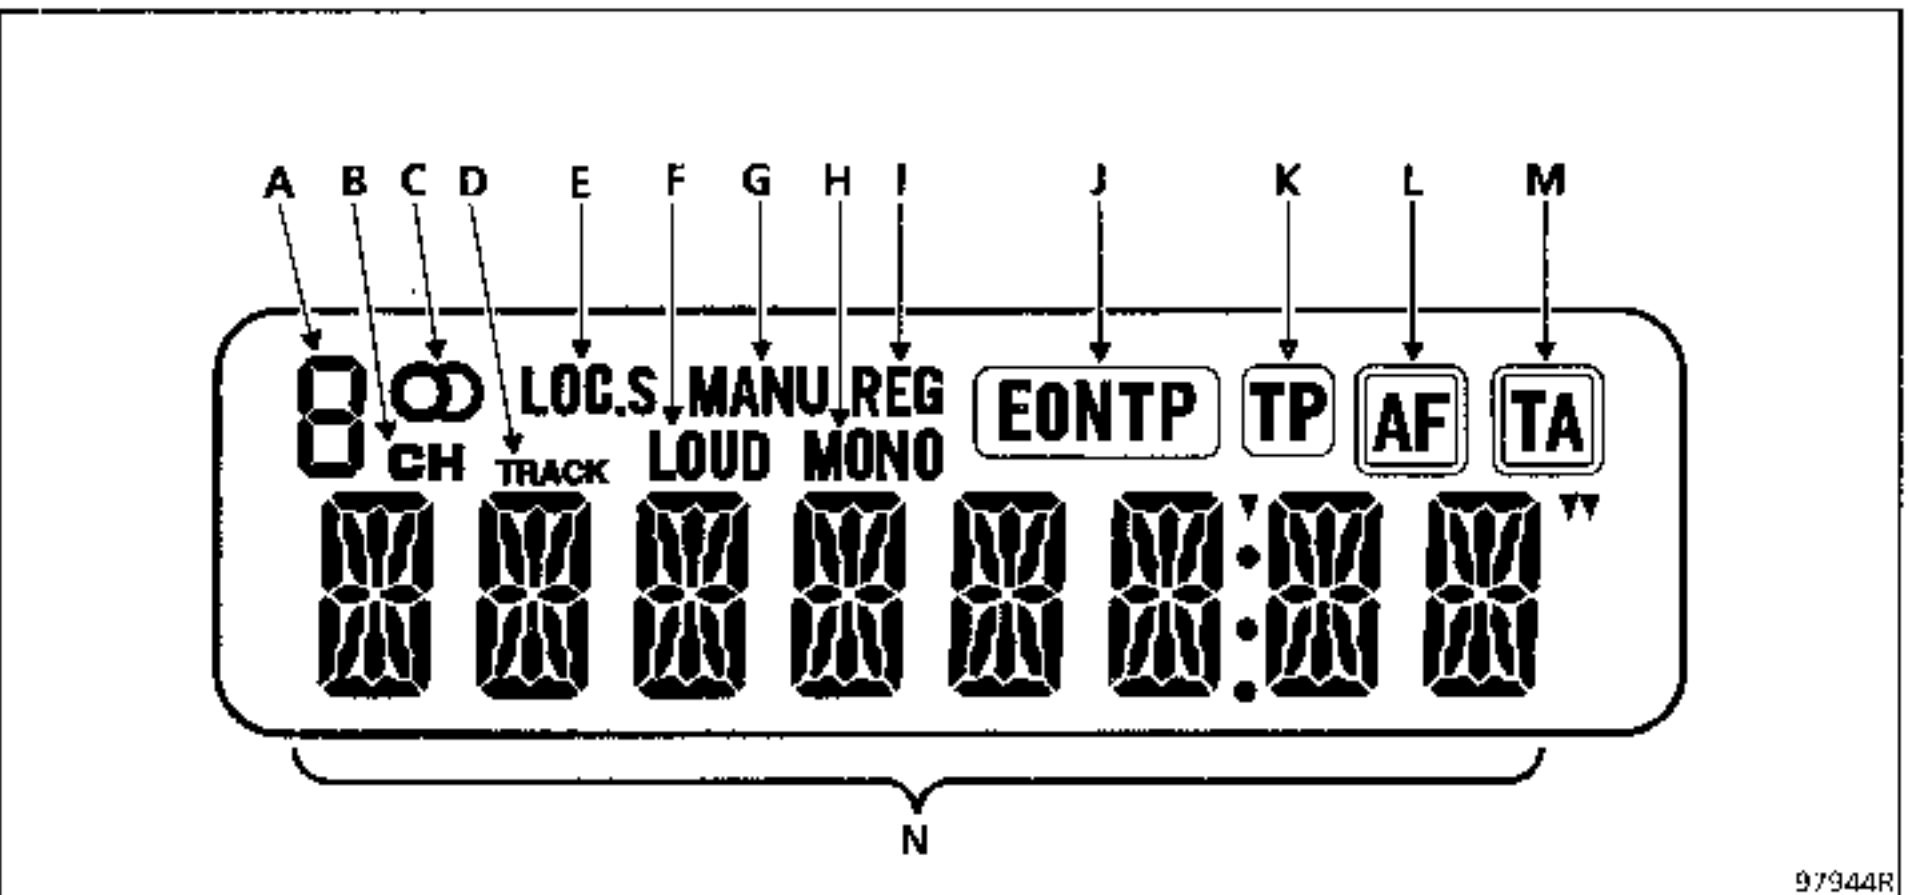 A B C D E F G H I J K L M
LOC.S MANU REG EONTP TP AF TA
CH TRACK LOUD MONO
N
97944R